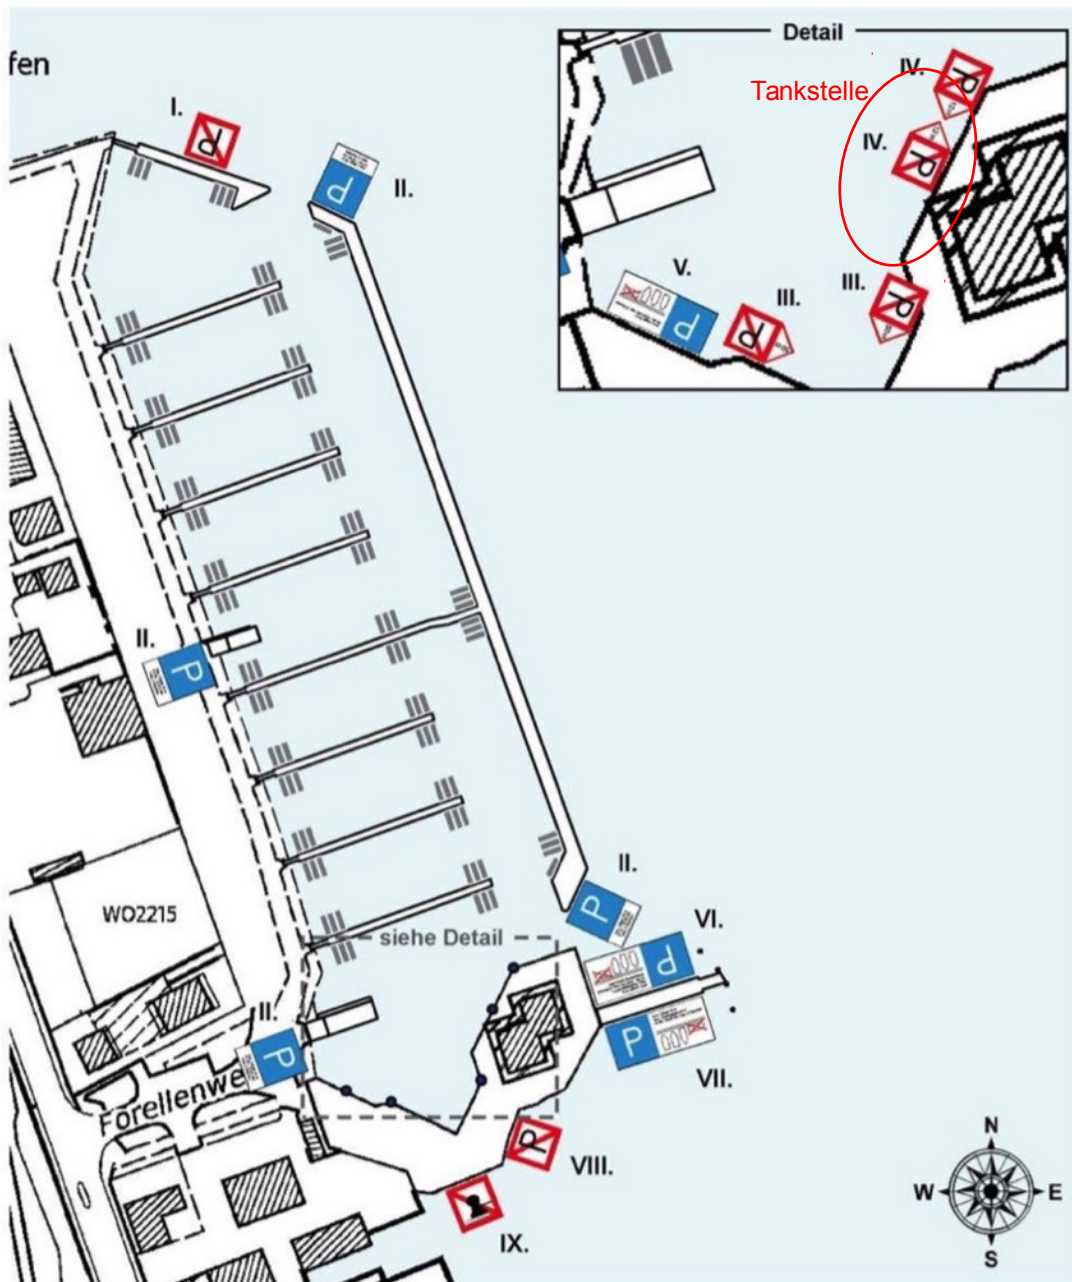 fen
Detail
IV.
Tankstelle
I.
P
IV.
P
P
II.
P
V.
III.
III.
P
P
P
II.
P
II.
P
WO2215
siehe Detail
VI.
P
II.
P
P
VII.
Forellenwe
P
VIII.
N
W
E
S
IX.